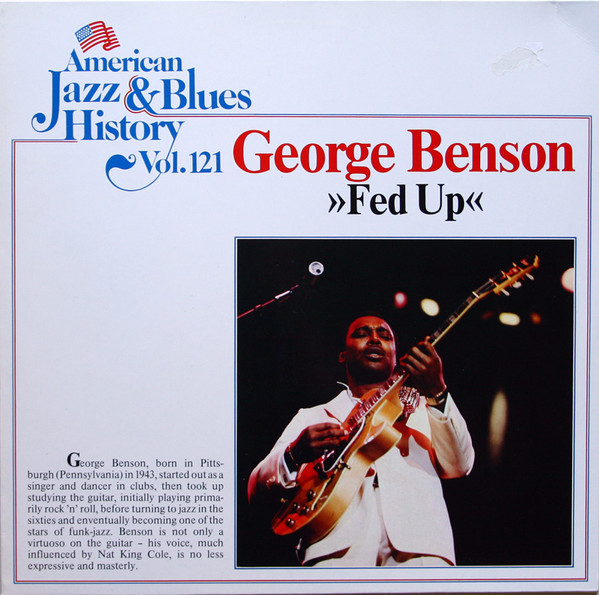 American
Jazz & Blues
History
Vol. 121
George Benson
»Fed Up«
George Benson, born in Pitts-
burgh (Pennsylvania) in 1943, started out as a
singer and dancer in clubs, then took up
studying the guitar, initially playing prima-
rily rock 'n' roll, before turning to jazz in the
sixties and enventually becoming one of the
stars of funk-jazz. Benson is not only a
virtuoso on the guitar – his voice, much
influenced by Nat King Cole, is no less
expressive and masterly.